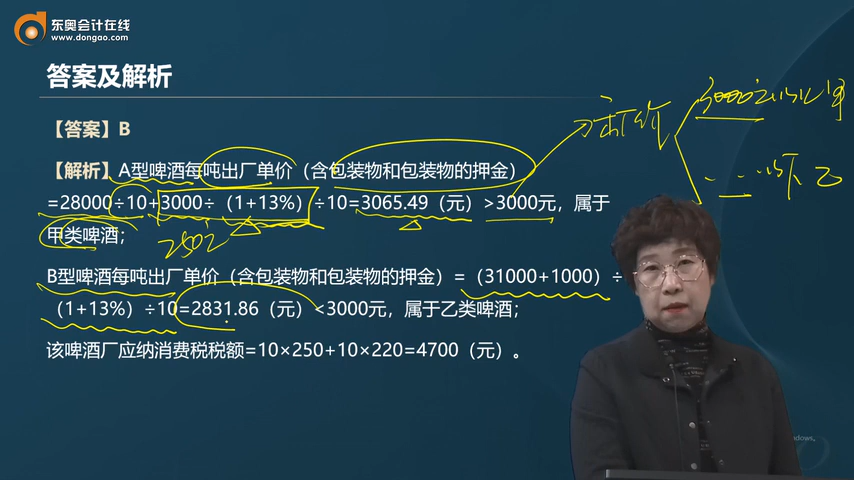 东奥会计在线
www.dongao.com
答案及解析
【答案】B
【解析】A型啤酒每吨出厂单价（含包装物和包装物的押金）
=28000÷10+3000÷（1+13%）÷10=3065.49（元）>3000元，属于
甲类啤酒；
B型啤酒每吨出厂单价（含包装物和包装物的押金）=（31000+1000）÷
（1+13%）÷10=2831.86（元）<3000元，属于乙类啤酒；
该啤酒厂应纳消费税税额=10×250+10×220=4700（元）。